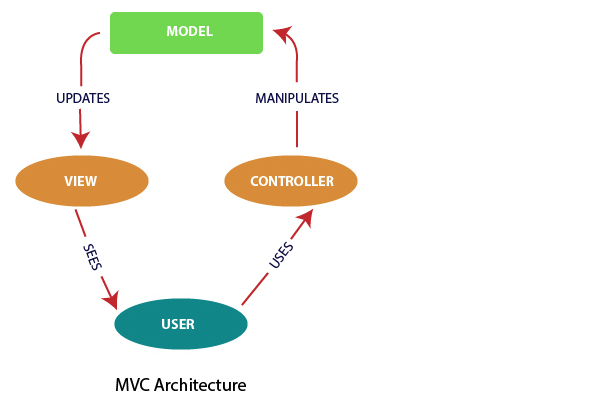 MODEL
UPDATES
MANIPULATES
VIEW
CONTROLLER
SEES
USES
USER
MVC Architecture